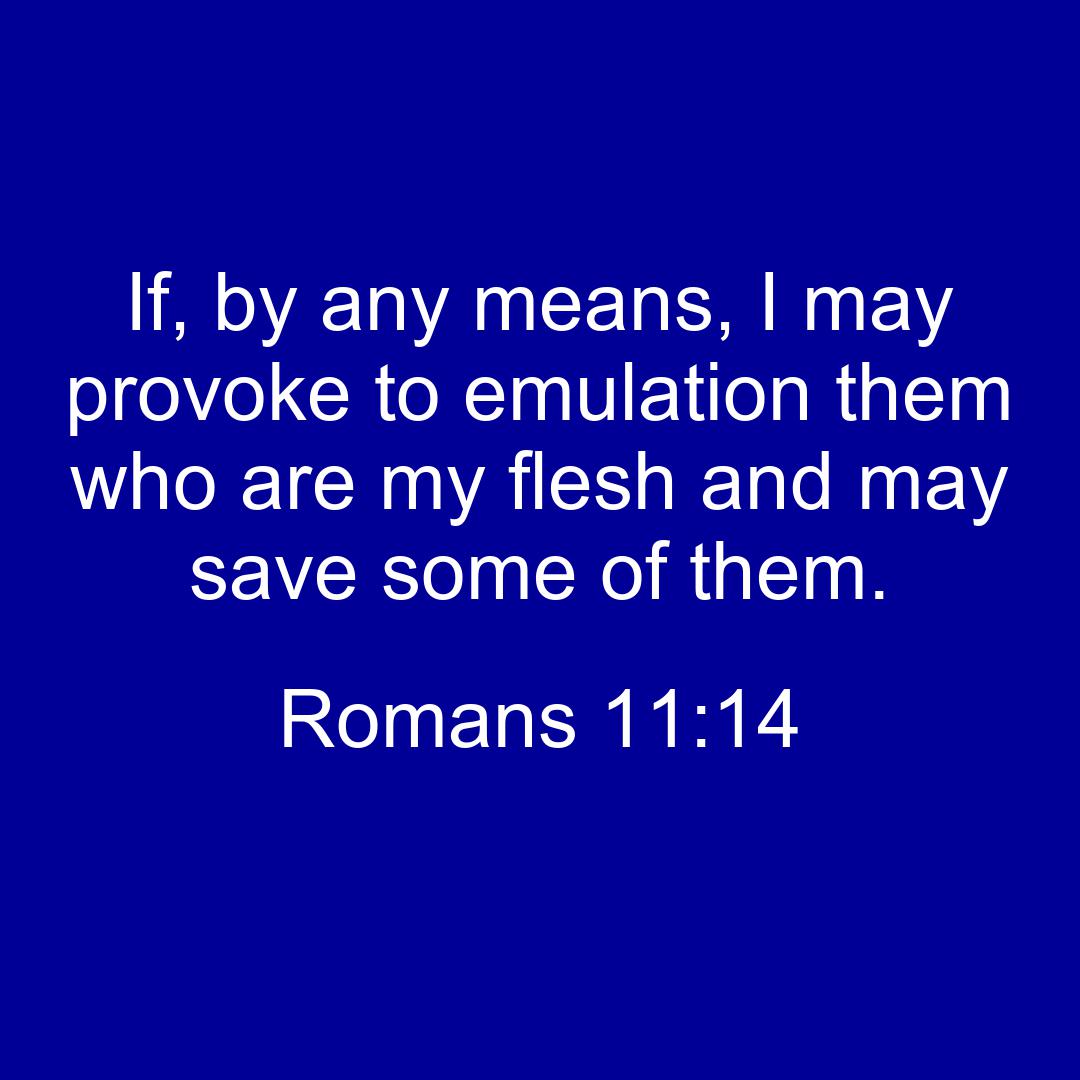 If, by any means, I may
provoke to emulation them
who are my flesh and may
save some of them.
Romans 11:14